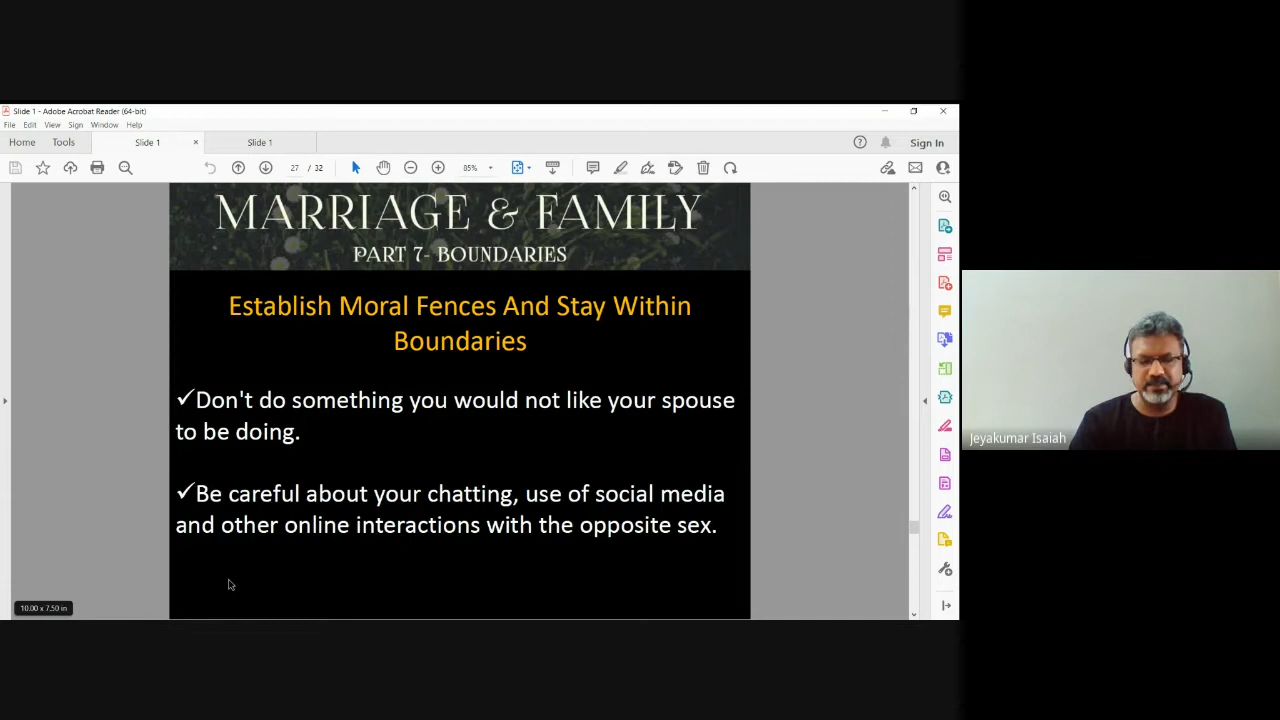 Slide 1 - Adobe Acrobat Reader (64-bit)
File Edit View Sign Window Help
Home Tools Slide 1 × Slide 1 Sign In
27 / 32 85%
MARRIAGE & FAMILY
PART 7- BOUNDARIES
Establish Moral Fences And Stay Within
Boundaries
✓Don't do something you would not like your spouse
to be doing.
✓Be careful about your chatting, use of social media
and other online interactions with the opposite sex.
10.00 x 7.50 in
Jeyakumar Isaiah